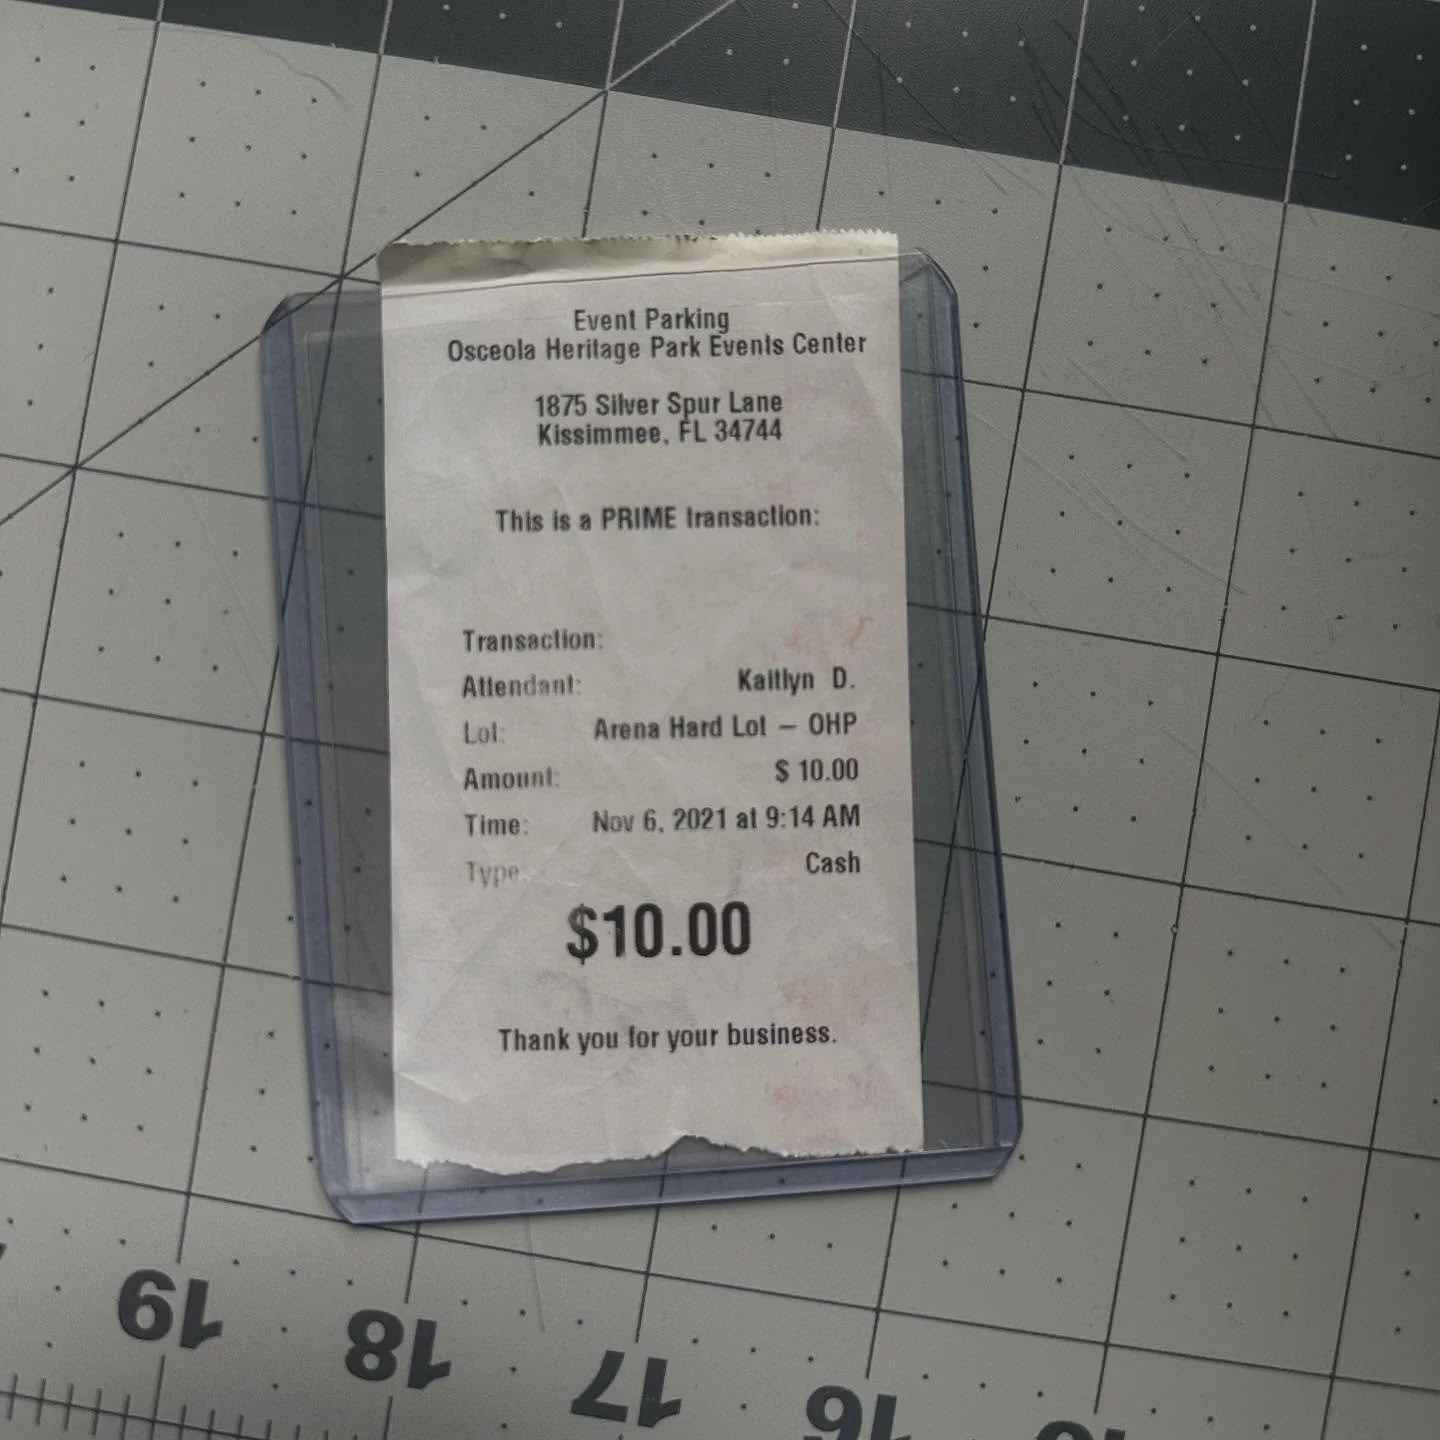 Event Parking
Osceola Heritage Park Events Center
1875 Silver Spur Lane
Kissimmee, FL 34744
This is a PRIME transaction:
Transaction:
Attendant: Kaitlyn D.
Lot: Arena Hard Lot – OHP
Amount: $ 10.00
Time: Nov 6, 2021 at 9:14 AM
Type: Cash
$10.00
Thank you for your business.
19 18 17 16